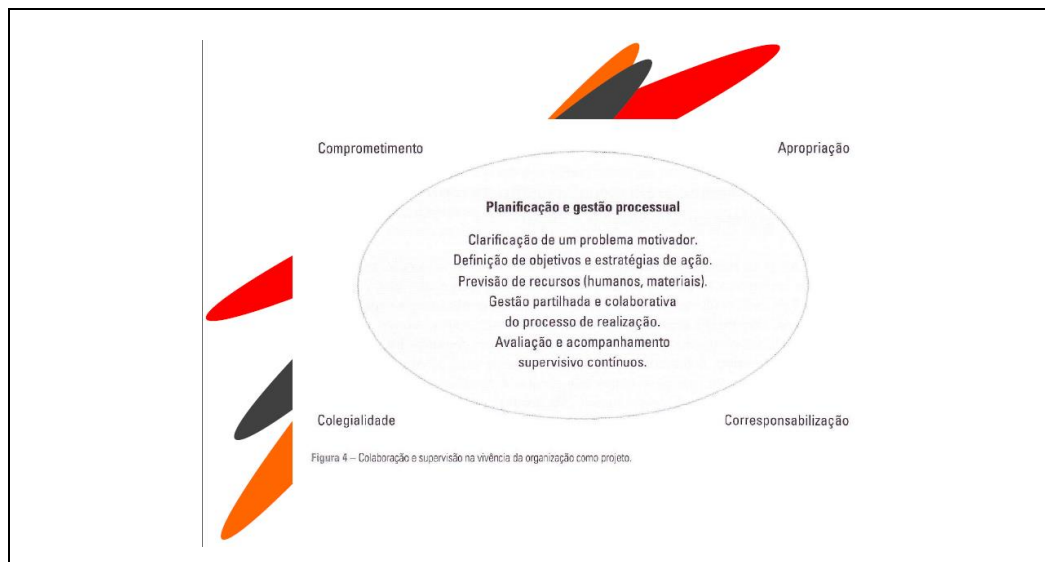 Comprometimento Apropriação
Planificação e gestão processual
Clarificação de um problema motivador.
Definição de objetivos e estratégias de ação.
Previsão de recursos (humanos, materiais).
Gestão partilhada e colaborativa
do processo de realização.
Avaliação e acompanhamento
supervisivo contínuos.
Colegialidade Corresponsabilização
Figura 4 – Colaboração e supervisão na vivência da organização como projeto.